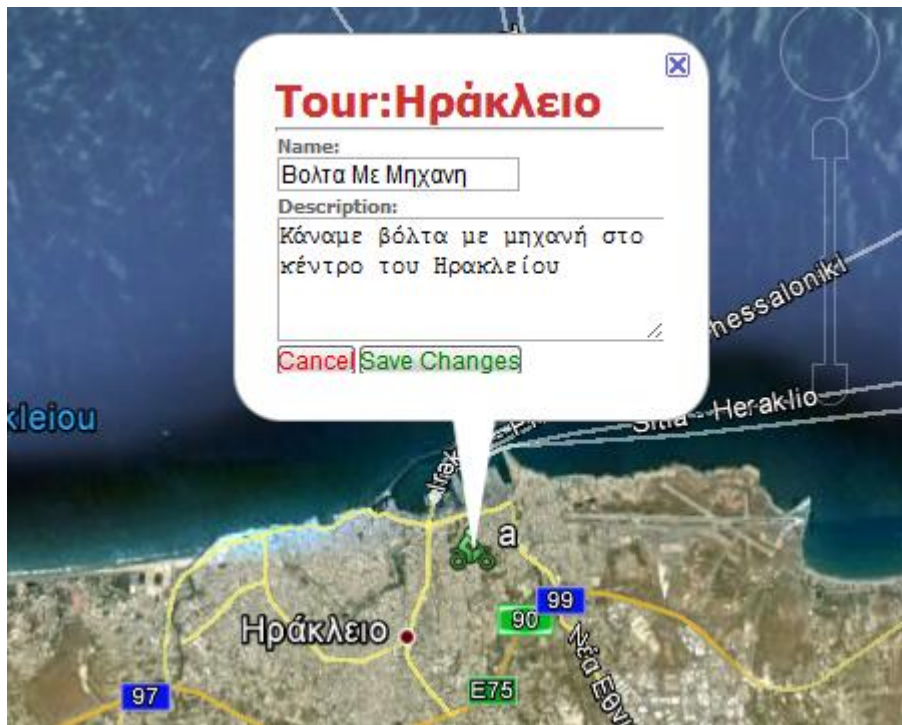 Tour:Ηράκλειο
Name:
Βολτα Με Μηχανη
Description:
Κάναμε βόλτα με μηχανή στο
κέντρο του Ηρακλείου
Cancel Save Changes
hessaloniki
kleiou
Sitia - Heraklio
a
99
90
Ηράκλειο
Νέα Εθνι
E75
97